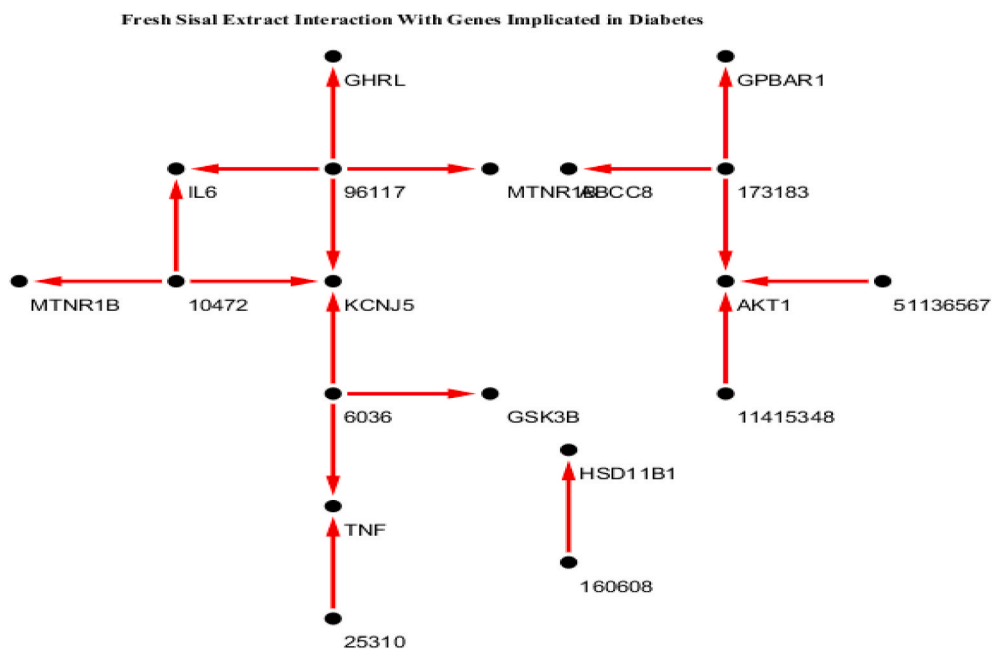 Fresh Sisal Extract Interaction With Genes Implicated in Diabetes
GHRL
GPBAR1
IL6
96117
ABCC8
173183
MTNR1B
10472
KCNJ5
AKT1
51136567
6036
GSK3B
11415348
HSD11B1
TNF
160608
25310